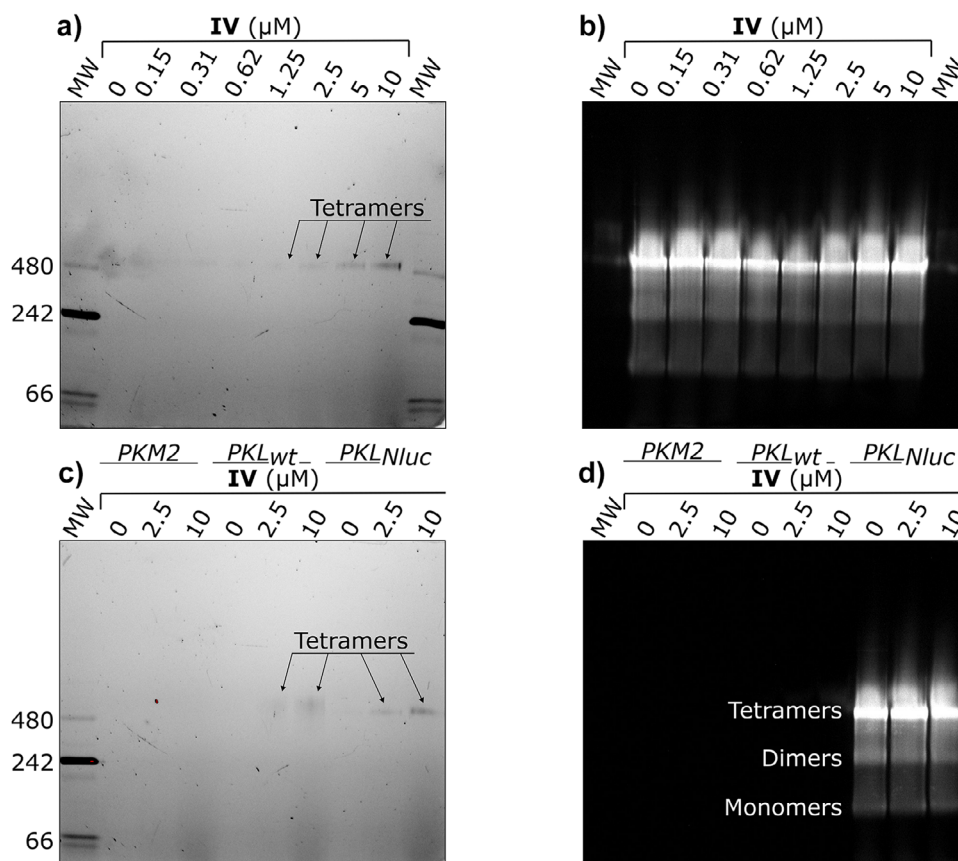 a)
IV (µM)
MW 0 0.15 0.31 0.62 1.25 2.5 5 10 MW
Tetramers
480
242
66
b)
IV (µM)
MW 0 0.15 0.31 0.62 1.25 2.5 5 10 MW
c)
PKM2 PKLwt PKLNluc
IV (µM)
MW 0 2.5 10 0 2.5 10 0 2.5 10
Tetramers
480
242
66
d)
PKM2 PKLwt PKLNluc
IV (µM)
MW 0 2.5 10 0 2.5 10 0 2.5 10
Tetramers
Dimers
Monomers